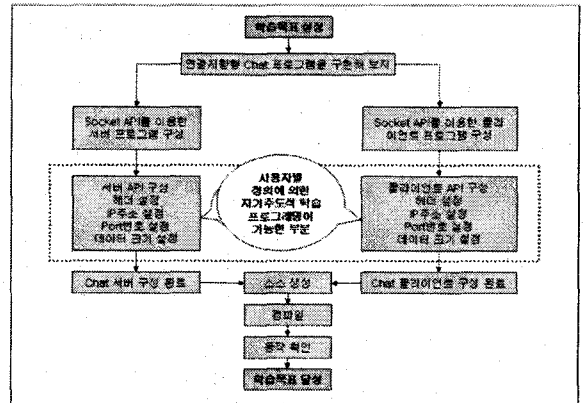 학습목표 설정
연결지향형 Chat 프로그램을 구현해 보자
Socket API를 이용한
서버 프로그램 구성
Socket API를 이용한 클라
이언트 프로그램 구성
서버 API 구성
헤더 설정
IP주소 설정
Port번호 설정
데이터 크기 설정
사용자별
정의에 의한
자기주도적 학습
프로그래밍이
가능한 부분
클라이언트 API 구성
헤더 설정
IP주소 설정
Port번호 설정
데이터 크기 설정
Chat 서버 구성 완료
소스 생성
Chat 클라이언트 구성 완료
컴파일
동작 확인
학습목표 달성